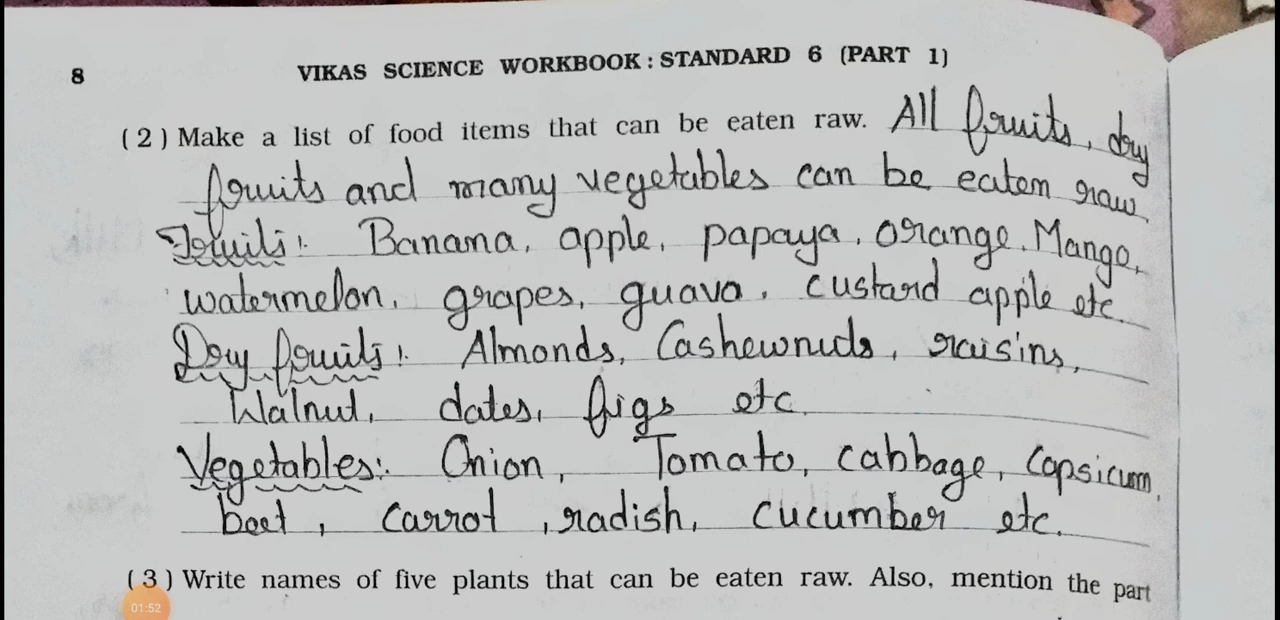 8 VIKAS SCIENCE WORKBOOK : STANDARD 6 (PART 1)
( 2 ) Make a list of food items that can be eaten raw. All fruits, dry
fruits and many vegetables can be eaten raw.
Fruits : Banana, apple, papaya, orange, Mango,
watermelon, grapes, guava, custard apple etc.
Dry fruits : Almonds, Cashewnuts, raisins,
Walnut, dates, figs etc.
Vegetables : Onion, Tomato, cabbage, Capsicum,
beet, carrot, radish, cucumber etc.
( 3 ) Write names of five plants that can be eaten raw. Also, mention the part
01:52